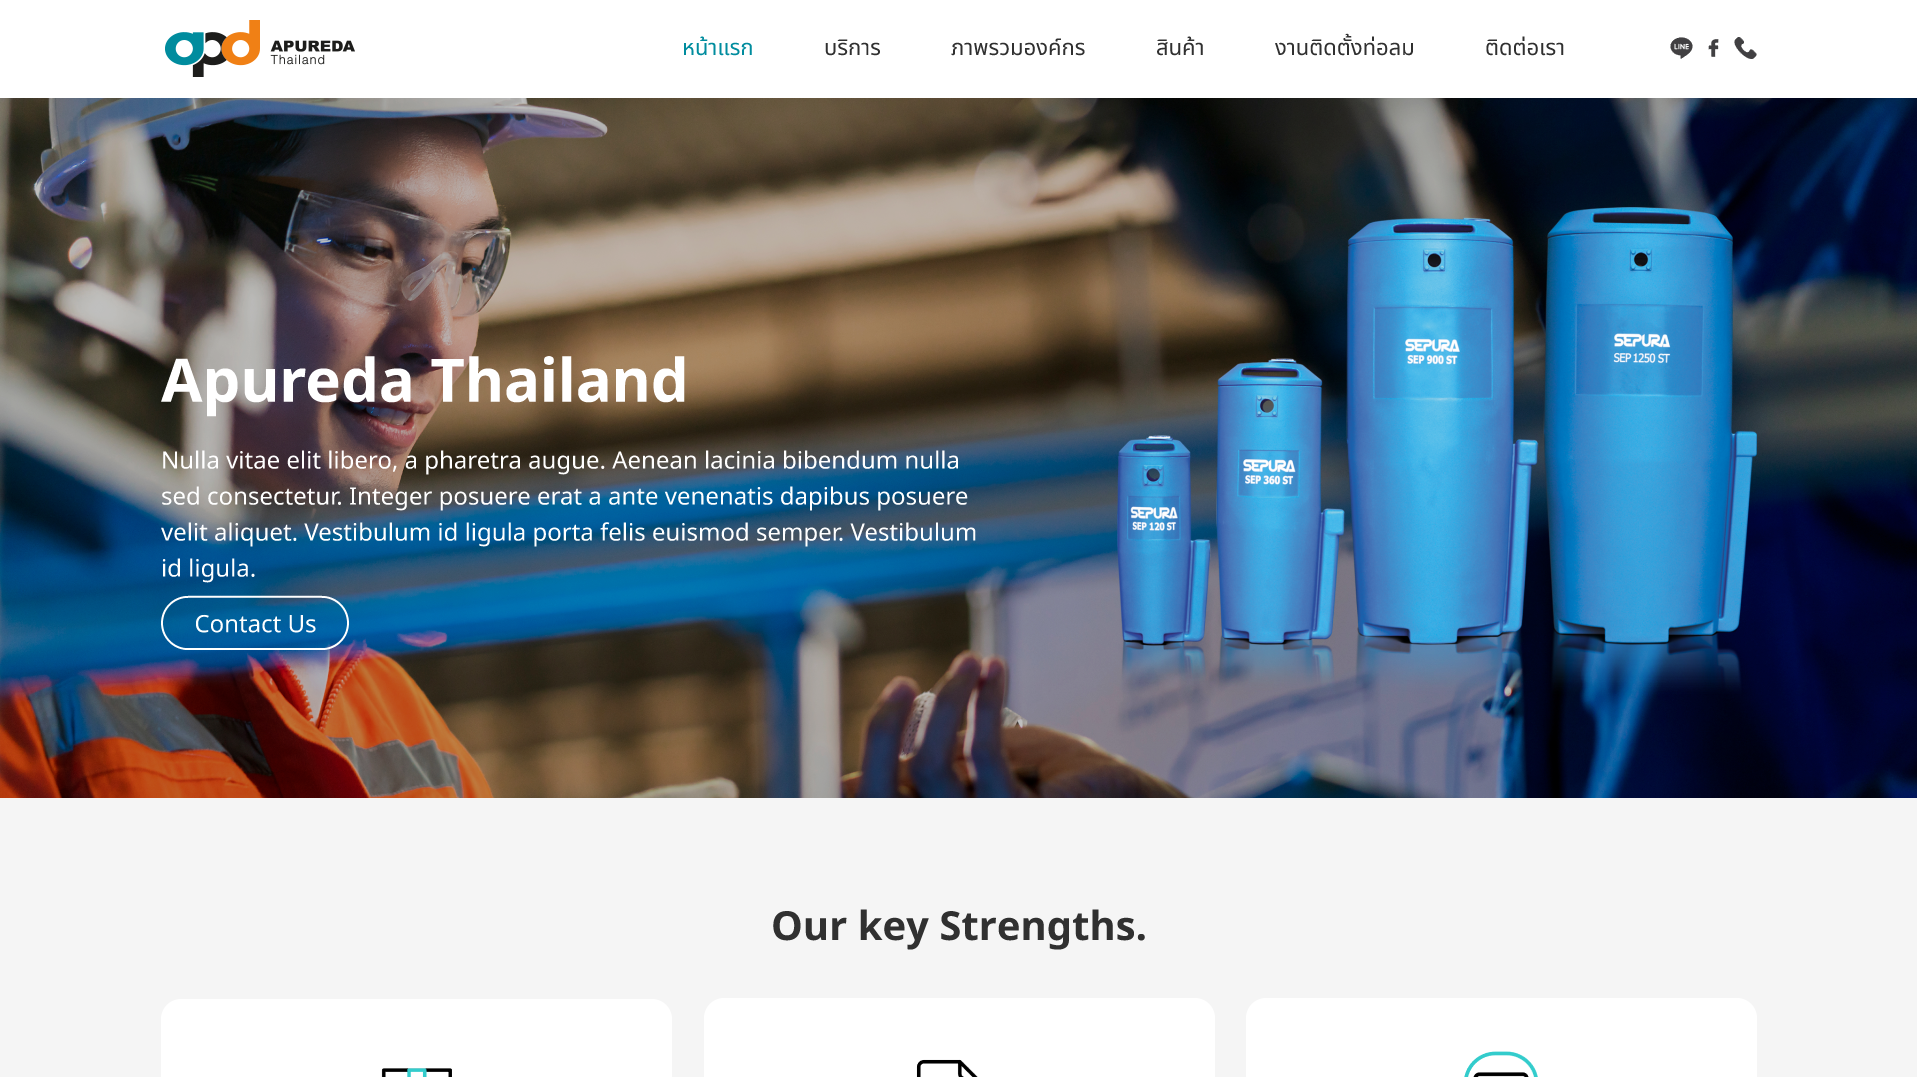 apd APUREDA
Thailand
หน้าแรก
บริการ
ภาพรวมองค์กร
สินค้า
งานติดตั้งท่อลม
ติดต่อเรา
LINE
Apureda Thailand
Nulla vitae elit libero, a pharetra augue. Aenean lacinia bibendum nulla
sed consectetur. Integer posuere erat a ante venenatis dapibus posuere
velit aliquet. Vestibulum id ligula porta felis euismod semper. Vestibulum
id ligula.
Contact Us
SEPURA
SEP 120 ST
SEPURA
SEP 360 ST
SEPURA
SEP 900 ST
SEPURA
SEP 1250 ST
Our key Strengths.